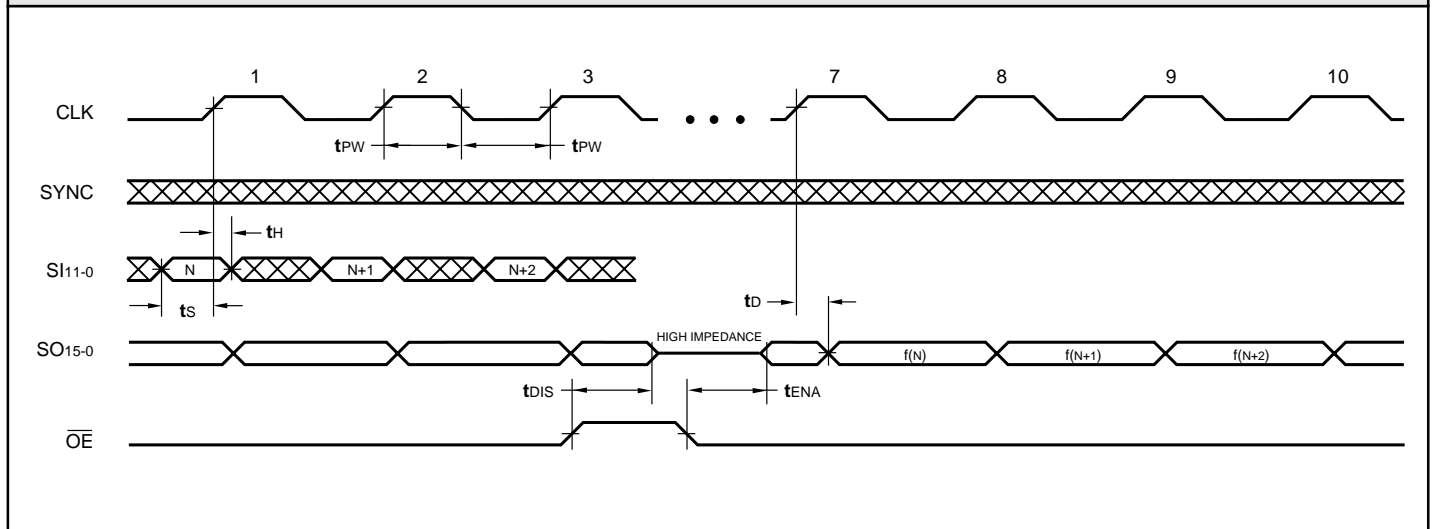 1 2 3 7 8 9 10
CLK
tPW tPW
SYNC
tH
SI11-0 N N+1 N+2
tS
tD
HIGH IMPEDANCE
SO15-0 f(N) f(N+1) f(N+2)
tDIS tENA
OE